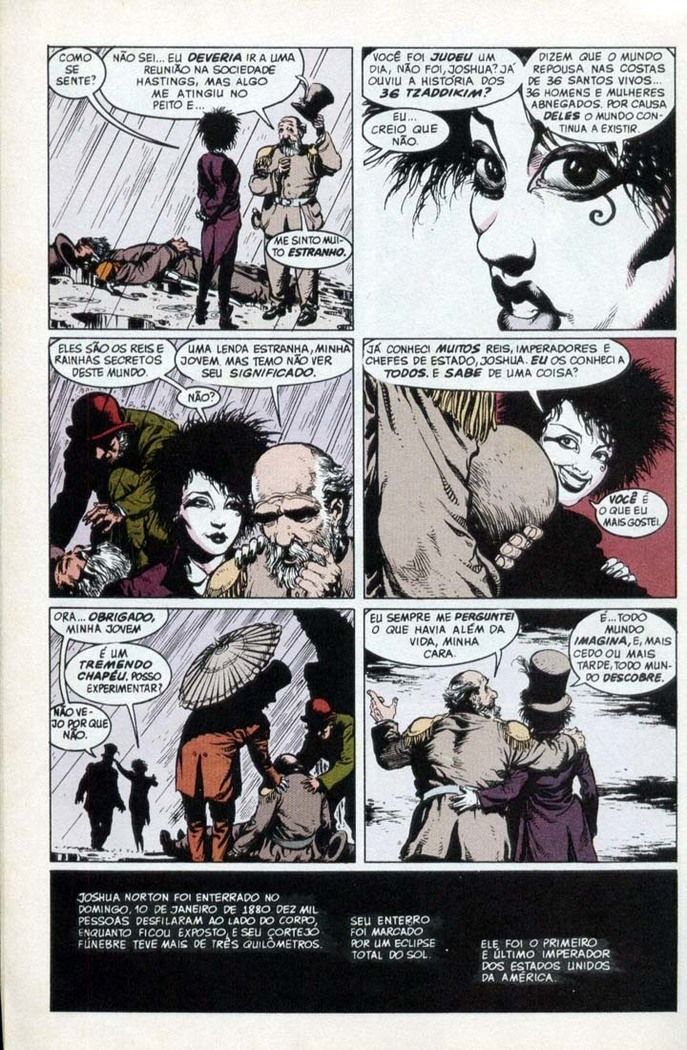 COMO
SE
SENTE?
NÃO SEI... EU DEVERIA IR A UMA
REUNIÃO NA SOCIEDADE
HASTINGS, MAS ALGO
ME ATINGIU NO
PEITO E...
ME SINTO MUI-
TO ESTRANHO.
VOCÊ FOI JUDEU UM
DIA, NÃO FOI, JOSHUA? JÁ
OUVIU A HISTÓRIA DOS
36 TZADDIKIM?
EU...
CREIO QUE
NÃO.
DIZEM QUE O MUNDO
REPOUSA NAS COSTAS
DE 36 SANTOS VIVOS...
36 HOMENS E MULHERES
ABNEGADOS. POR CAUSA
DELES O MUNDO CON-
TINUA A EXISTIR.
ELES SÃO OS REIS E
RAINHAS SECRETOS
DESTE MUNDO.
UMA LENDA ESTRANHA, MINHA
JOVEM. MAS TEMO NÃO VER
SEU SIGNIFICADO.
NÃO?
JÁ CONHECI MUITOS REIS, IMPERADORES E
CHEFES DE ESTADO, JOSHUA. EU OS CONHECI A
TODOS. E SABE DE UMA COISA?
VOCÊ É
O QUE EU
MAIS GOSTEI.
ORA... OBRIGADO,
MINHA JOVEM
É UM
TREMENDO
CHAPÉU. POSSO
EXPERIMENTAR?
NÃO VE-
JO POR QUE
NÃO.
EU SEMPRE ME PERGUNTEI
O QUE HAVIA ALÉM DA
VIDA, MINHA
CARA.
É... TODO
MUNDO
IMAGINA, E, MAIS
CEDO OU MAIS
TARDE, TODO MUN-
DO DESCOBRE.
JOSHUA NORTON FOI ENTERRADO NO
DOMINGO, 10 DE JANEIRO DE 1880 DEZ MIL
PESSOAS DESFILARAM AO LADO DO CORPO,
ENQUANTO FICOU EXPOSTO, E SEU CORTEJO
FÚNEBRE TEVE MAIS DE TRÊS QUILÔMETROS.
SEU ENTERRO
FOI MARCADO
POR UM ECLIPSE
TOTAL DO SOL.
ELE FOI O PRIMEIRO
E ÚLTIMO IMPERADOR
DOS ESTADOS UNIDOS
DA AMÉRICA.